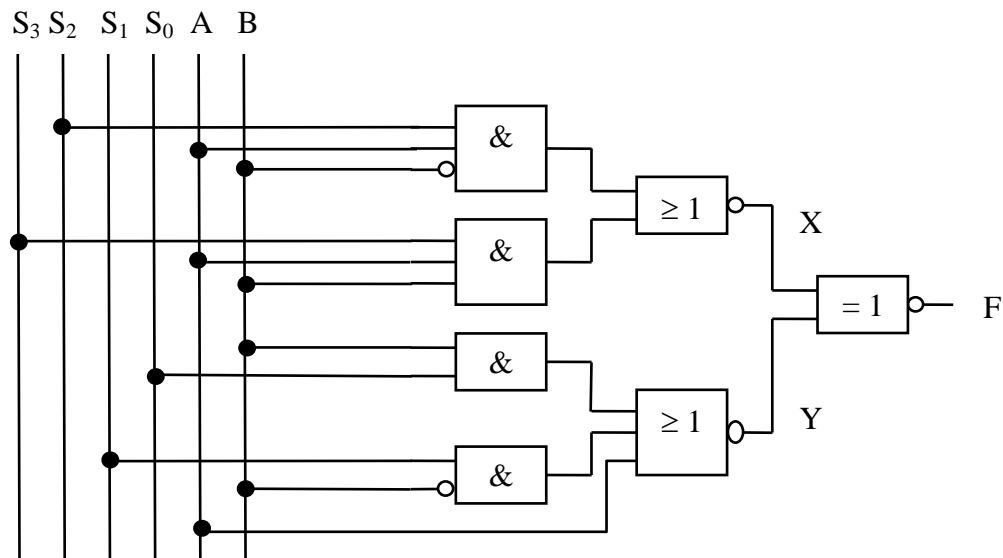 S₃ S₂ S₁ S₀ A B
&
≥ 1
X
&
= 1
F
&
≥ 1
Y
&